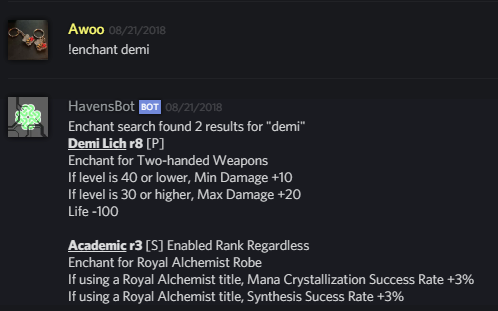 Awoo 08/21/2018
!enchant demi
HavensBot BOT 08/21/2018
Enchant search found 2 results for "demi"
Demi Lich r8 [P]
Enchant for Two-handed Weapons
If level is 40 or lower, Min Damage +10
If level is 30 or higher, Max Damage +20
Life -100
Academic r3 [S] Enabled Rank Regardless
Enchant for Royal Alchemist Robe
If using a Royal Alchemist title, Mana Crystallization Success Rate +3%
If using a Royal Alchemist title, Synthesis Sucess Rate +3%